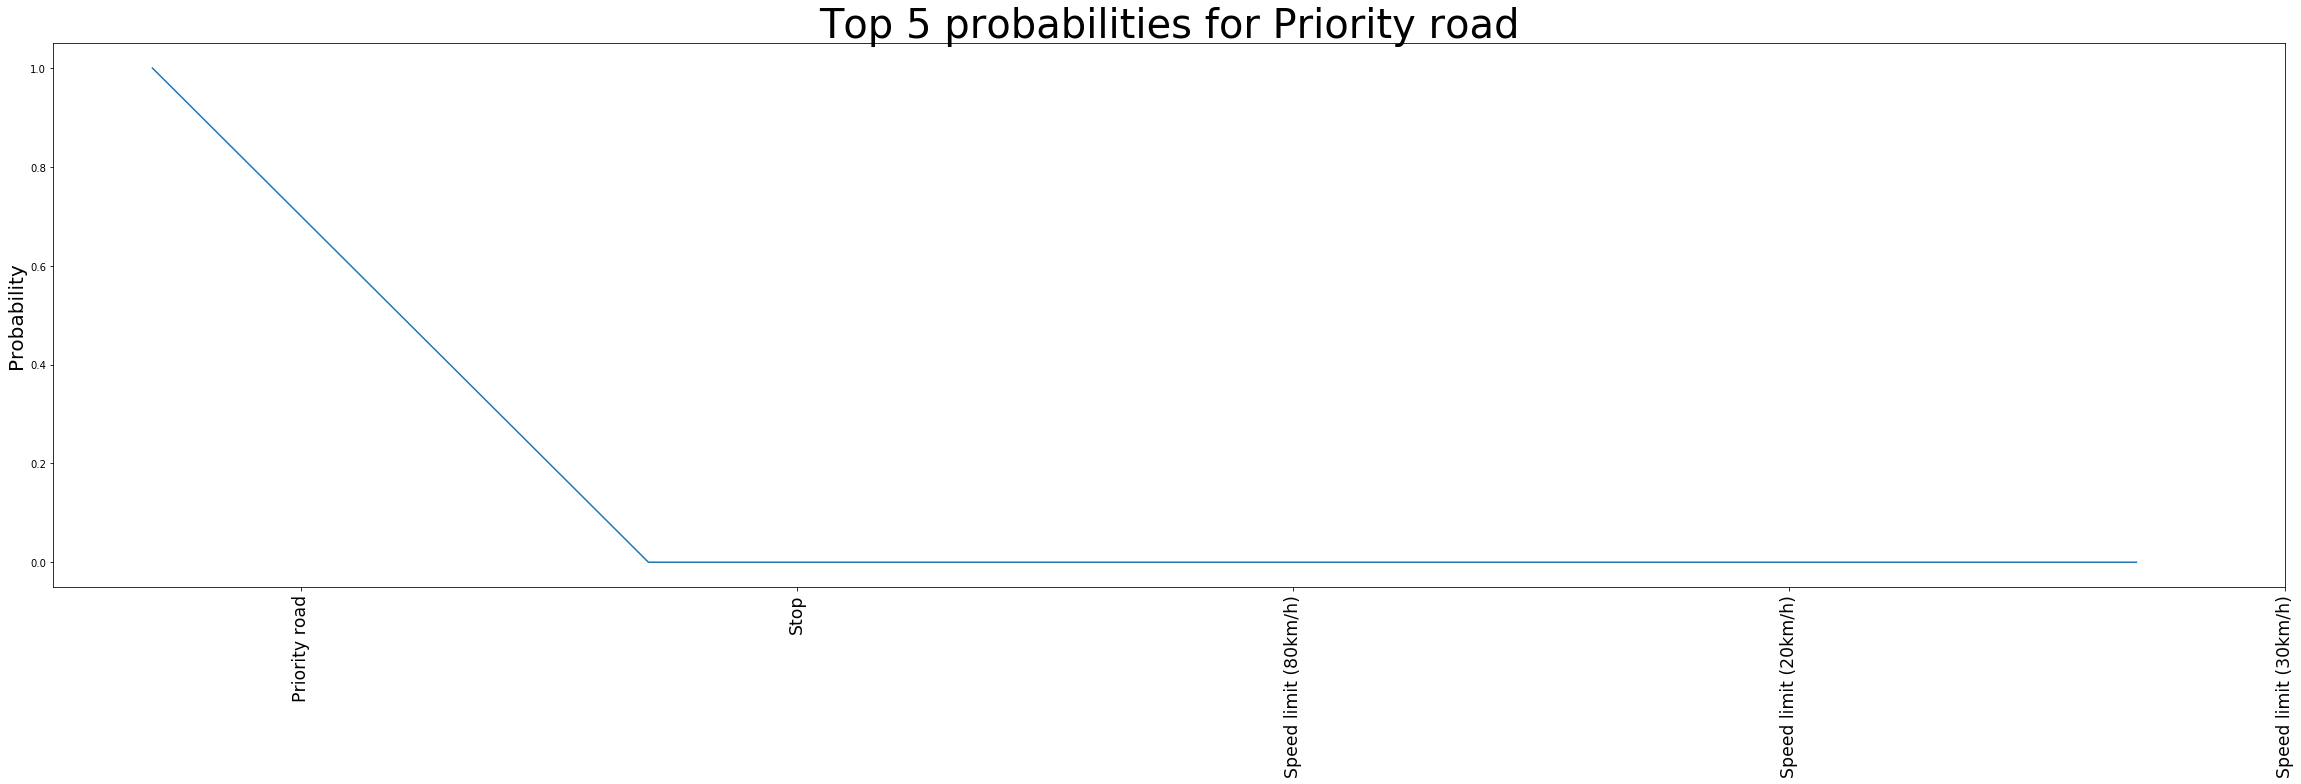 Top 5 probabilities for Priority road
Probability
1.0
0.8
0.6
0.4
0.2
0.0
Priority road
Stop
Speed limit (80km/h)
Speed limit (20km/h)
Speed limit (30km/h)